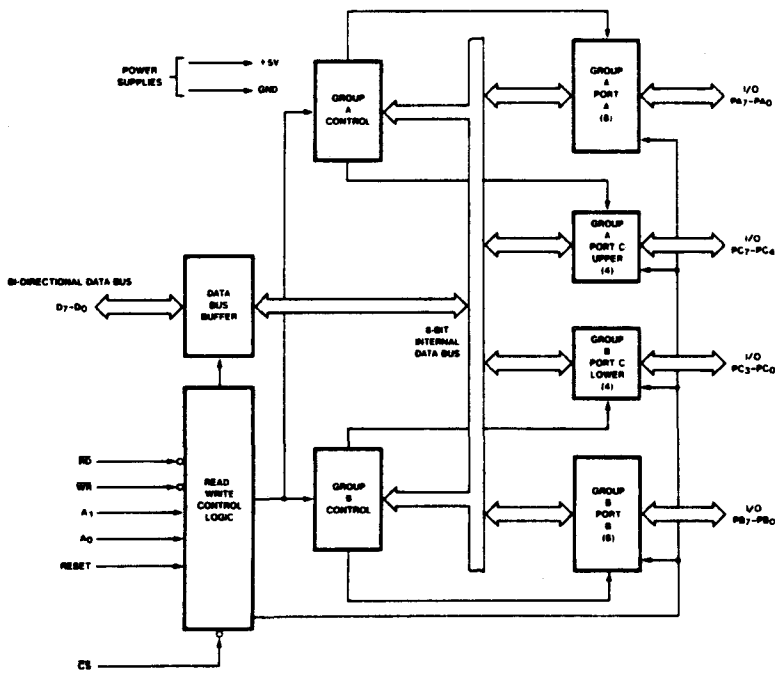 POWER
SUPPLIES
+5V
GND
GROUP
A
CONTROL
GROUP
A
PORT
A
(8)
I/O
PA7-PA0
GROUP
A
PORT C
UPPER
(4)
I/O
PC7-PC4
BI-DIRECTIONAL DATA BUS
D7-D0
DATA
BUS
BUFFER
8-BIT
INTERNAL
DATA BUS
GROUP
B
PORT C
LOWER
(4)
I/O
PC3-PC0
RD
WR
A1
A0
RESET
READ
WRITE
CONTROL
LOGIC
GROUP
B
CONTROL
GROUP
B
PORT
B
(8)
I/O
PB7-PB0
CS